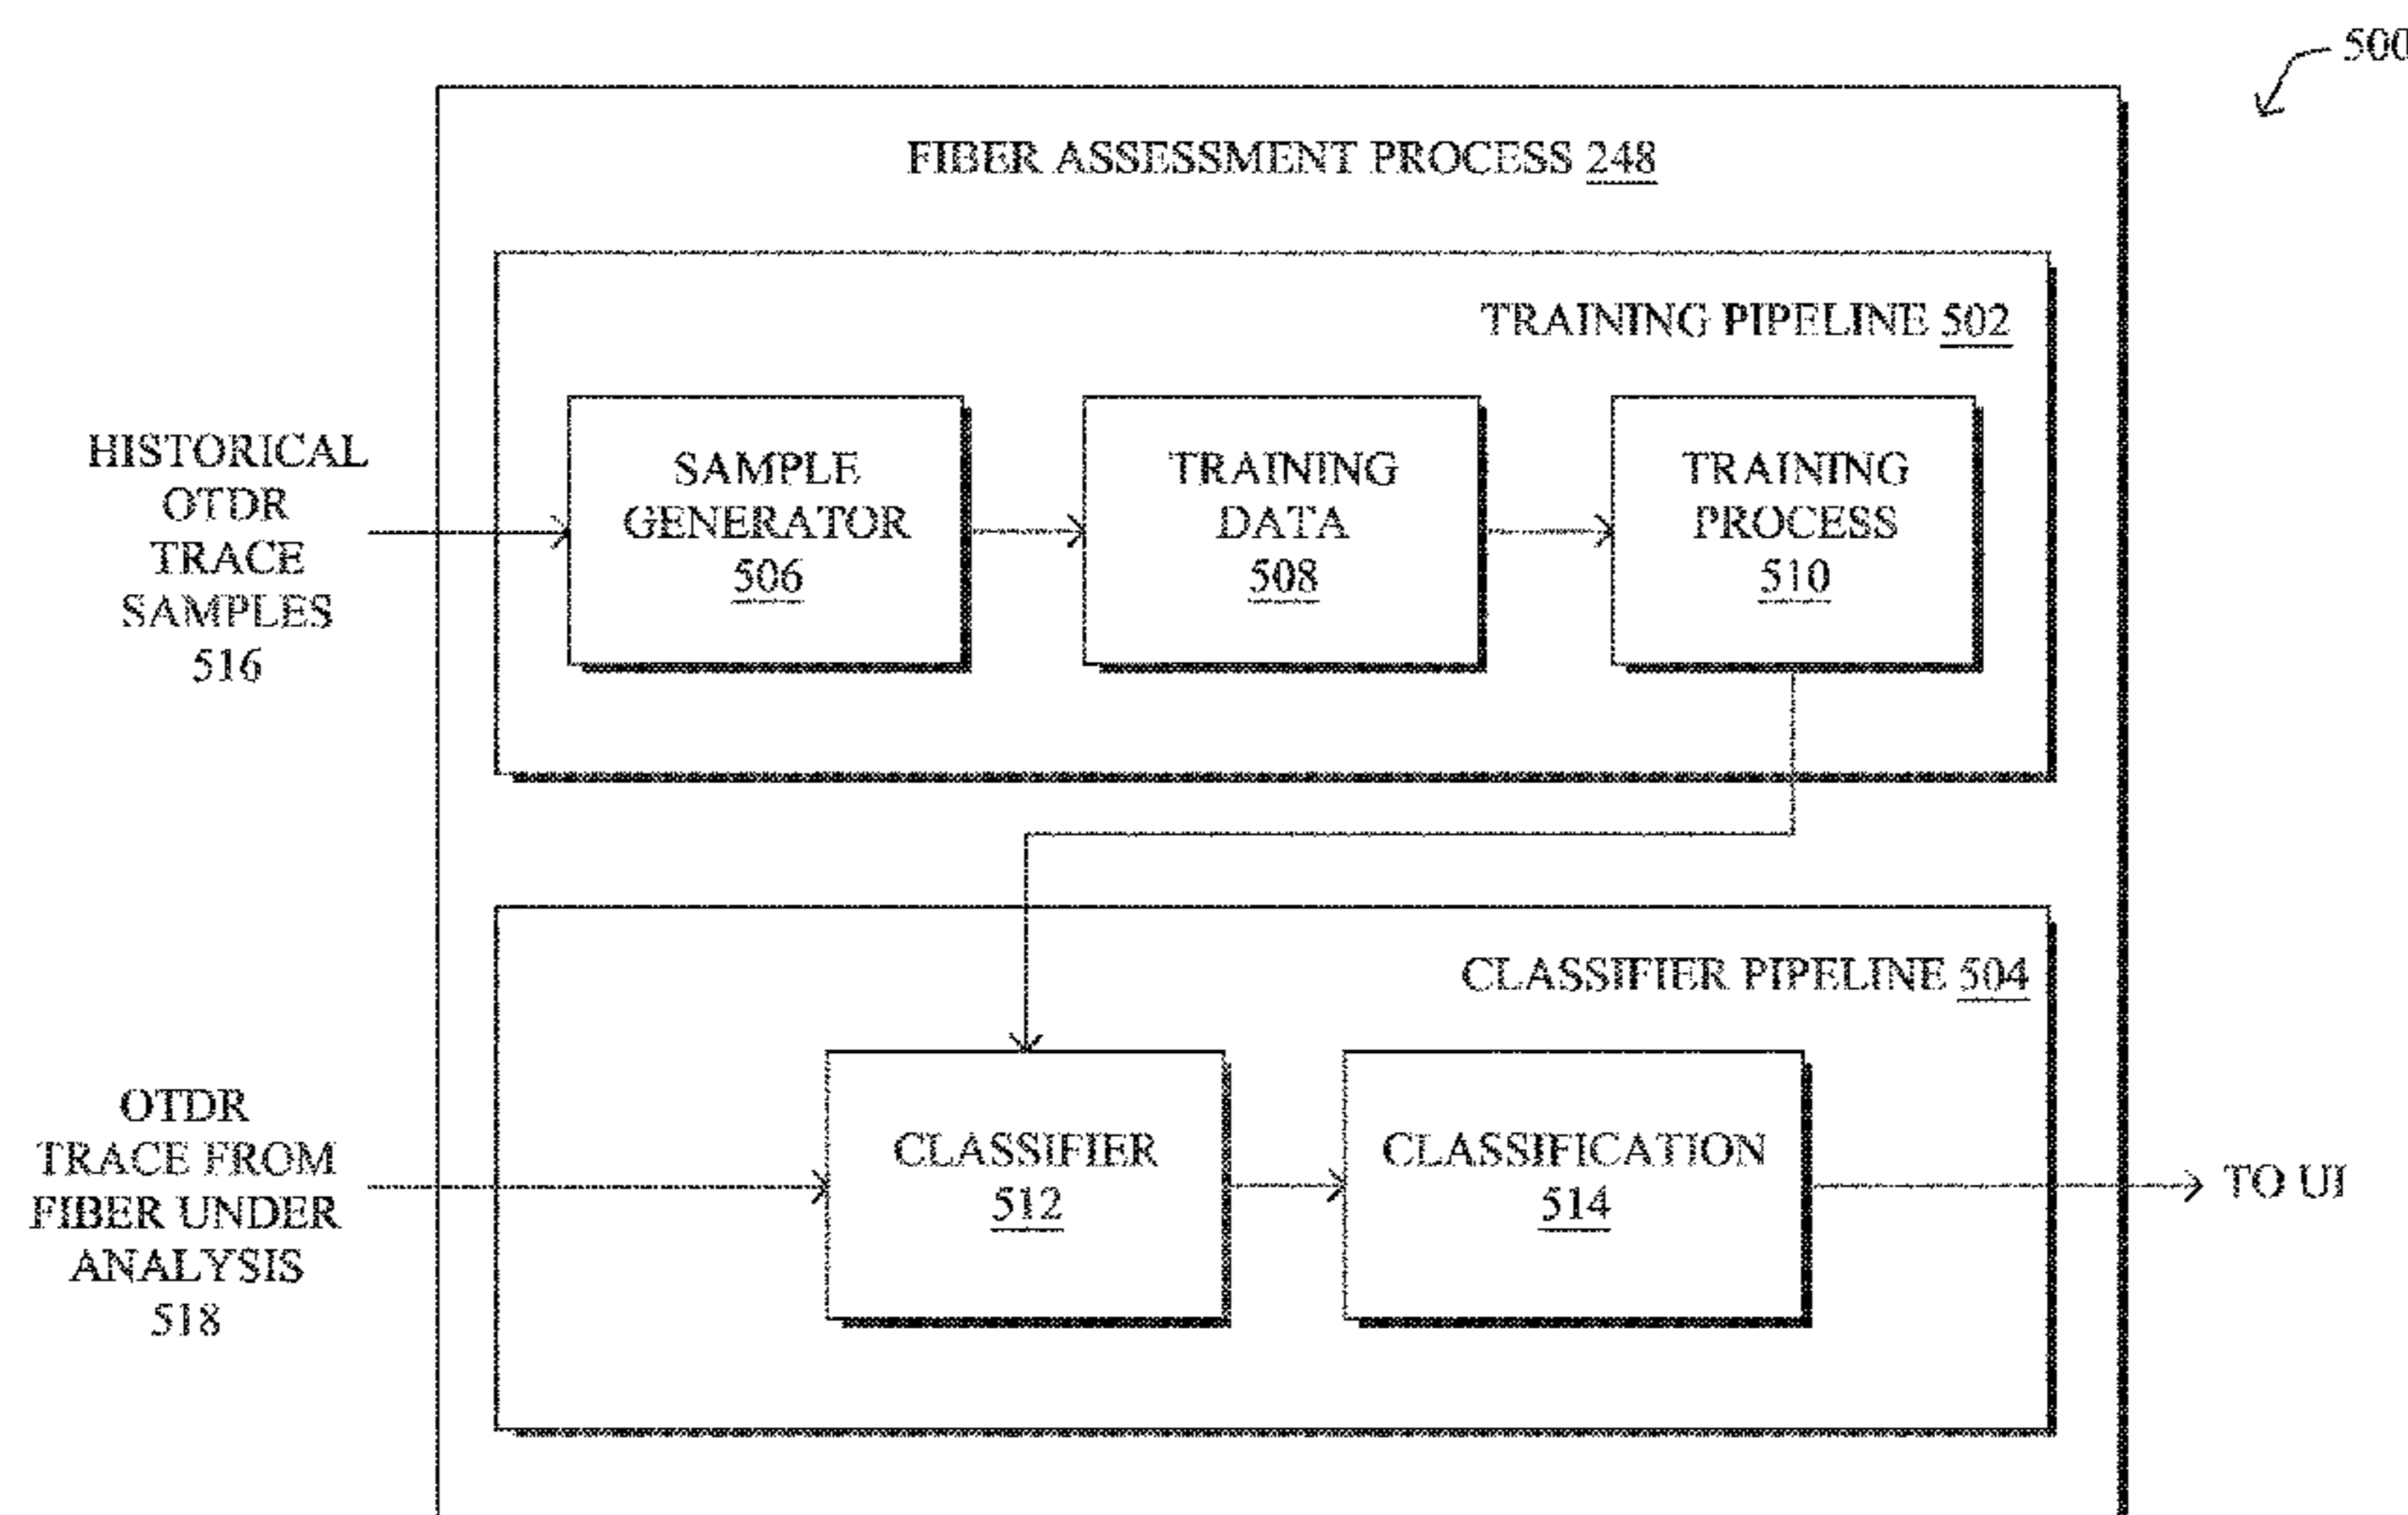 500
FIBER ASSESSMENT PROCESS 248
TRAINING PIPELINE 502
HISTORICAL
OTDR
TRACE
SAMPLES
516
SAMPLE
GENERATOR
506
TRAINING
DATA
508
TRAINING
PROCESS
510
CLASSIFIER PIPELINE 504
OTDR
TRACE FROM
FIBER UNDER
ANALYSIS
518
CLASSIFIER
512
CLASSIFICATION
514
TO UI